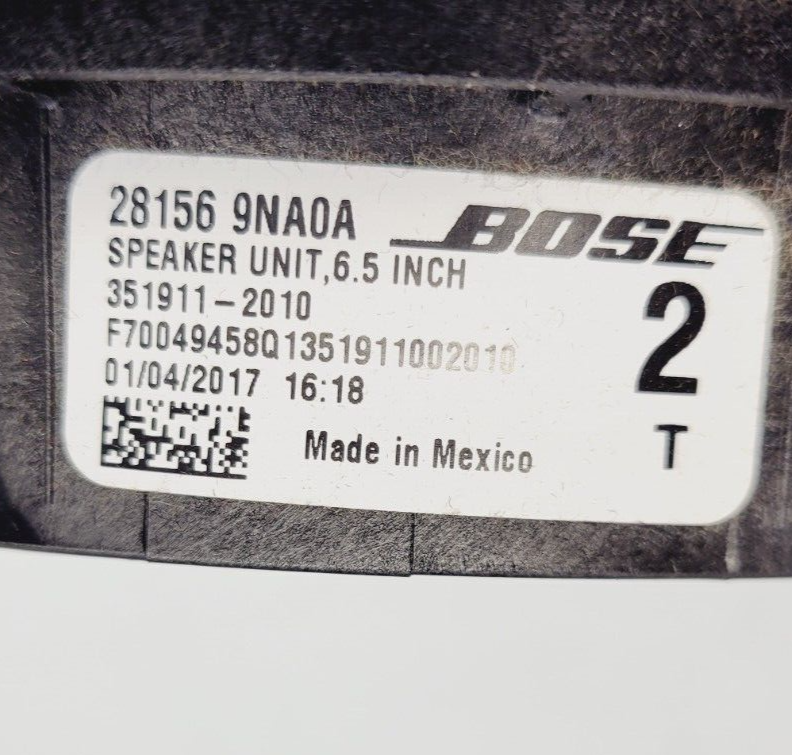 28156 9NA0A
BOSE
SPEAKER UNIT,6.5 INCH
351911-2010
F70049458Q1351911002010
01/04/2017 16:18
2
T
Made in Mexico